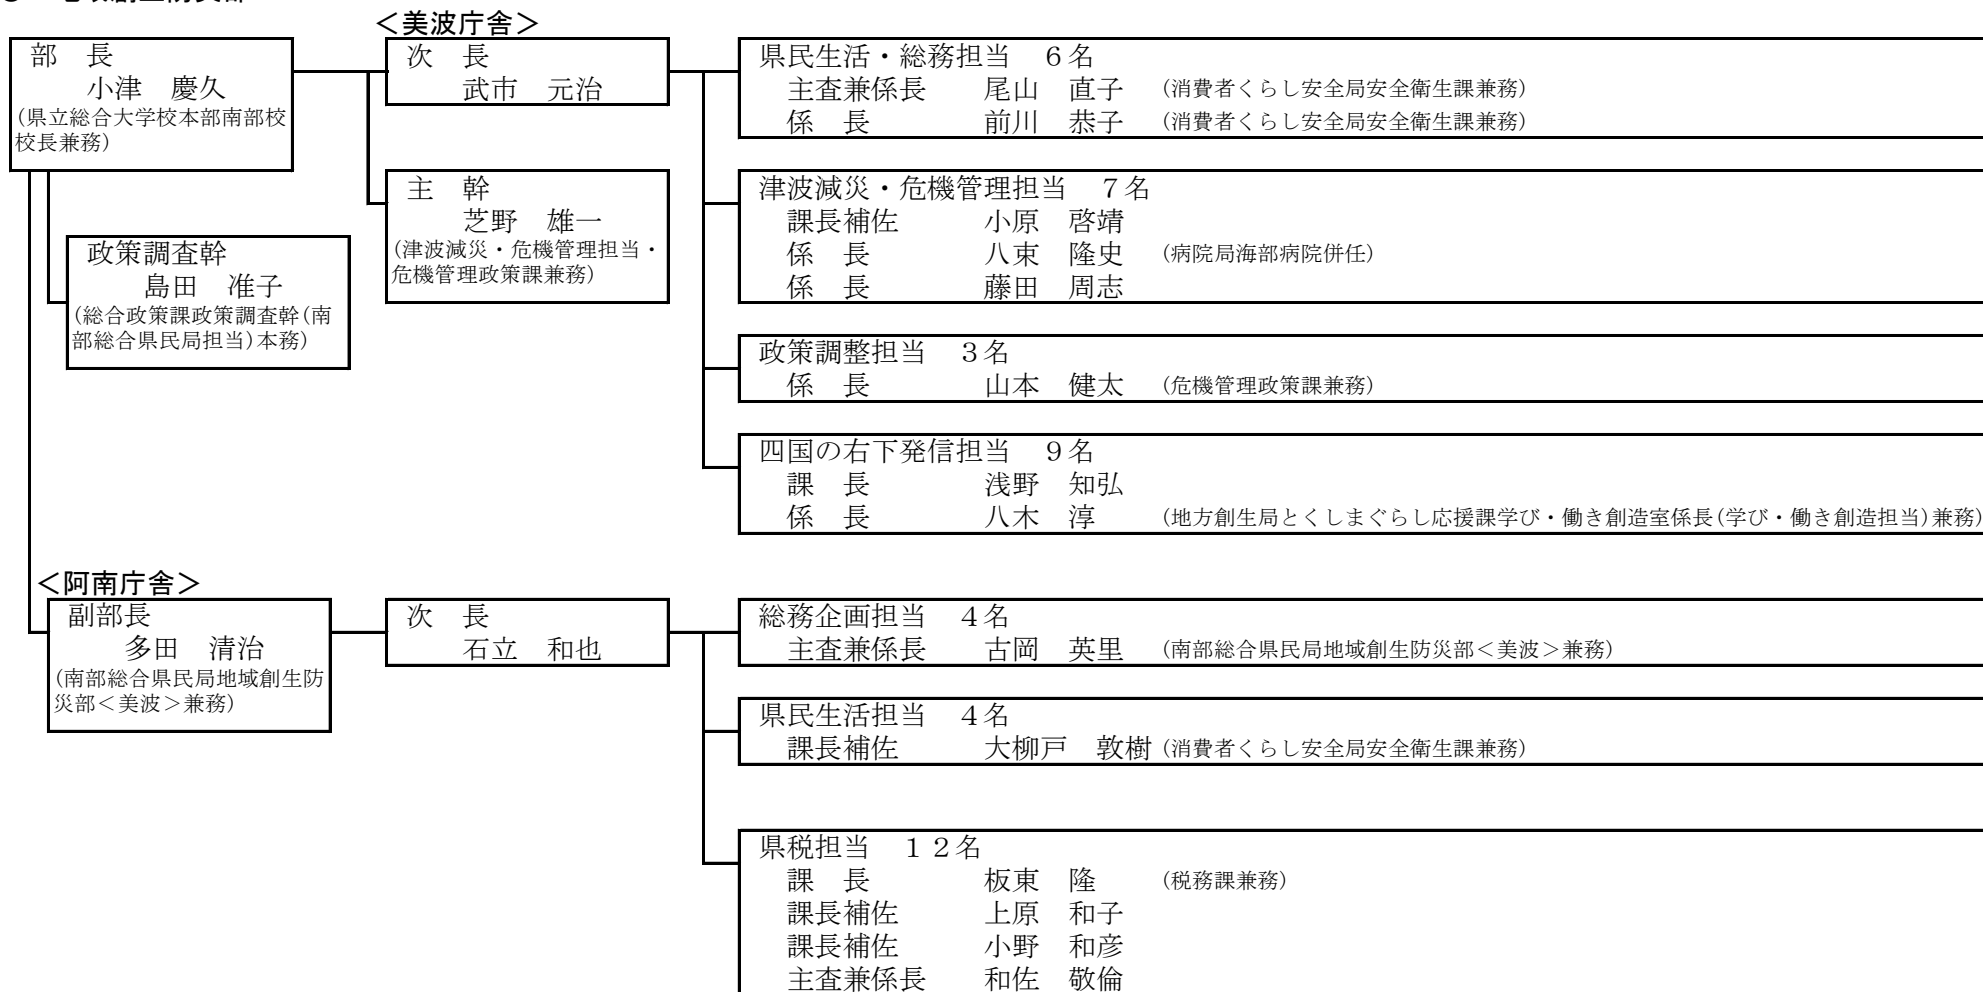 ＜美波庁舎＞
部　長
小津　慶久
(県立総合大学校本部南部校
校長兼務)
次　長
武市　元治
主　幹
芝野　雄一
(津波減災・危機管理担当・
危機管理政策課兼務)
政策調査幹
島田　准子
(総合政策課政策調査幹(南
部総合県民局担当)本務)
県民生活・総務担当　６名
主査兼係長　尾山　直子　(消費者くらし安全局安全衛生課兼務)
係　長　前川　恭子　(消費者くらし安全局安全衛生課兼務)
津波減災・危機管理担当　７名
課長補佐　小原　啓靖
係　長　八束　隆史　(病院局海部病院併任)
係　長　藤田　周志
政策調整担当　３名
係　長　山本　健太　(危機管理政策課兼務)
四国の右下発信担当　９名
課　長　浅野　知弘
係　長　八木　淳　(地方創生局とくしまぐらし応援課学び・働き創造室係長(学び・働き創造担当)兼務)
＜阿南庁舎＞
副部長
多田　清治
(南部総合県民局地域創生防
災部＜美波＞兼務)
次　長
石立　和也
総務企画担当　４名
主査兼係長　古岡　英里　(南部総合県民局地域創生防災部＜美波＞兼務)
県民生活担当　４名
課長補佐　大柳戸　敦樹　(消費者くらし安全局安全衛生課兼務)
県税担当　１２名
課　長　板東　隆　(税務課兼務)
課長補佐　上原　和子
課長補佐　小野　和彦
主査兼係長　和佐　敬倫